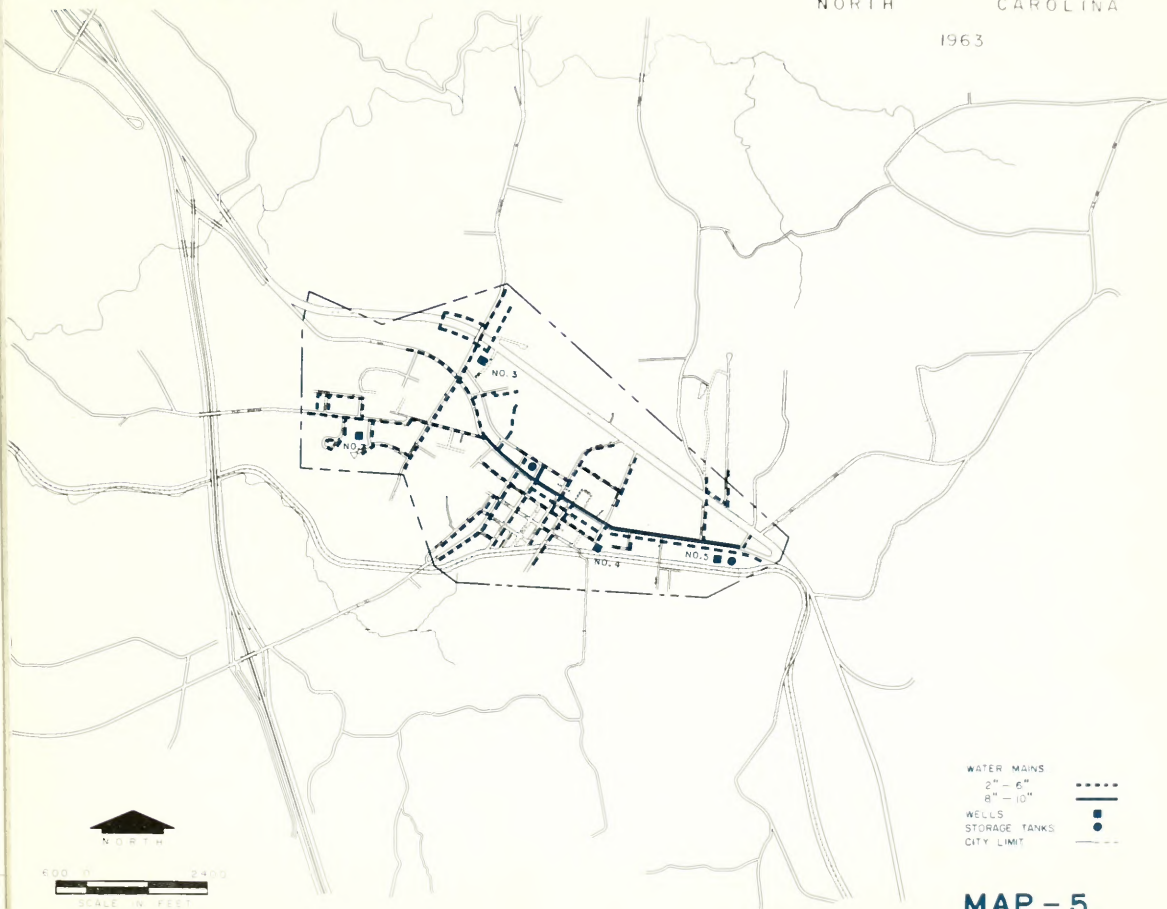 NORTH CAROLINA
1963
NO. 3
NO.
NO. 4
NO. 5
WATER MAINS
2" – 6"
8" – 10"
WELLS
STORAGE TANKS
CITY LIMIT
NORTH
600 0 2400
SCALE IN FEET
MAP – 5